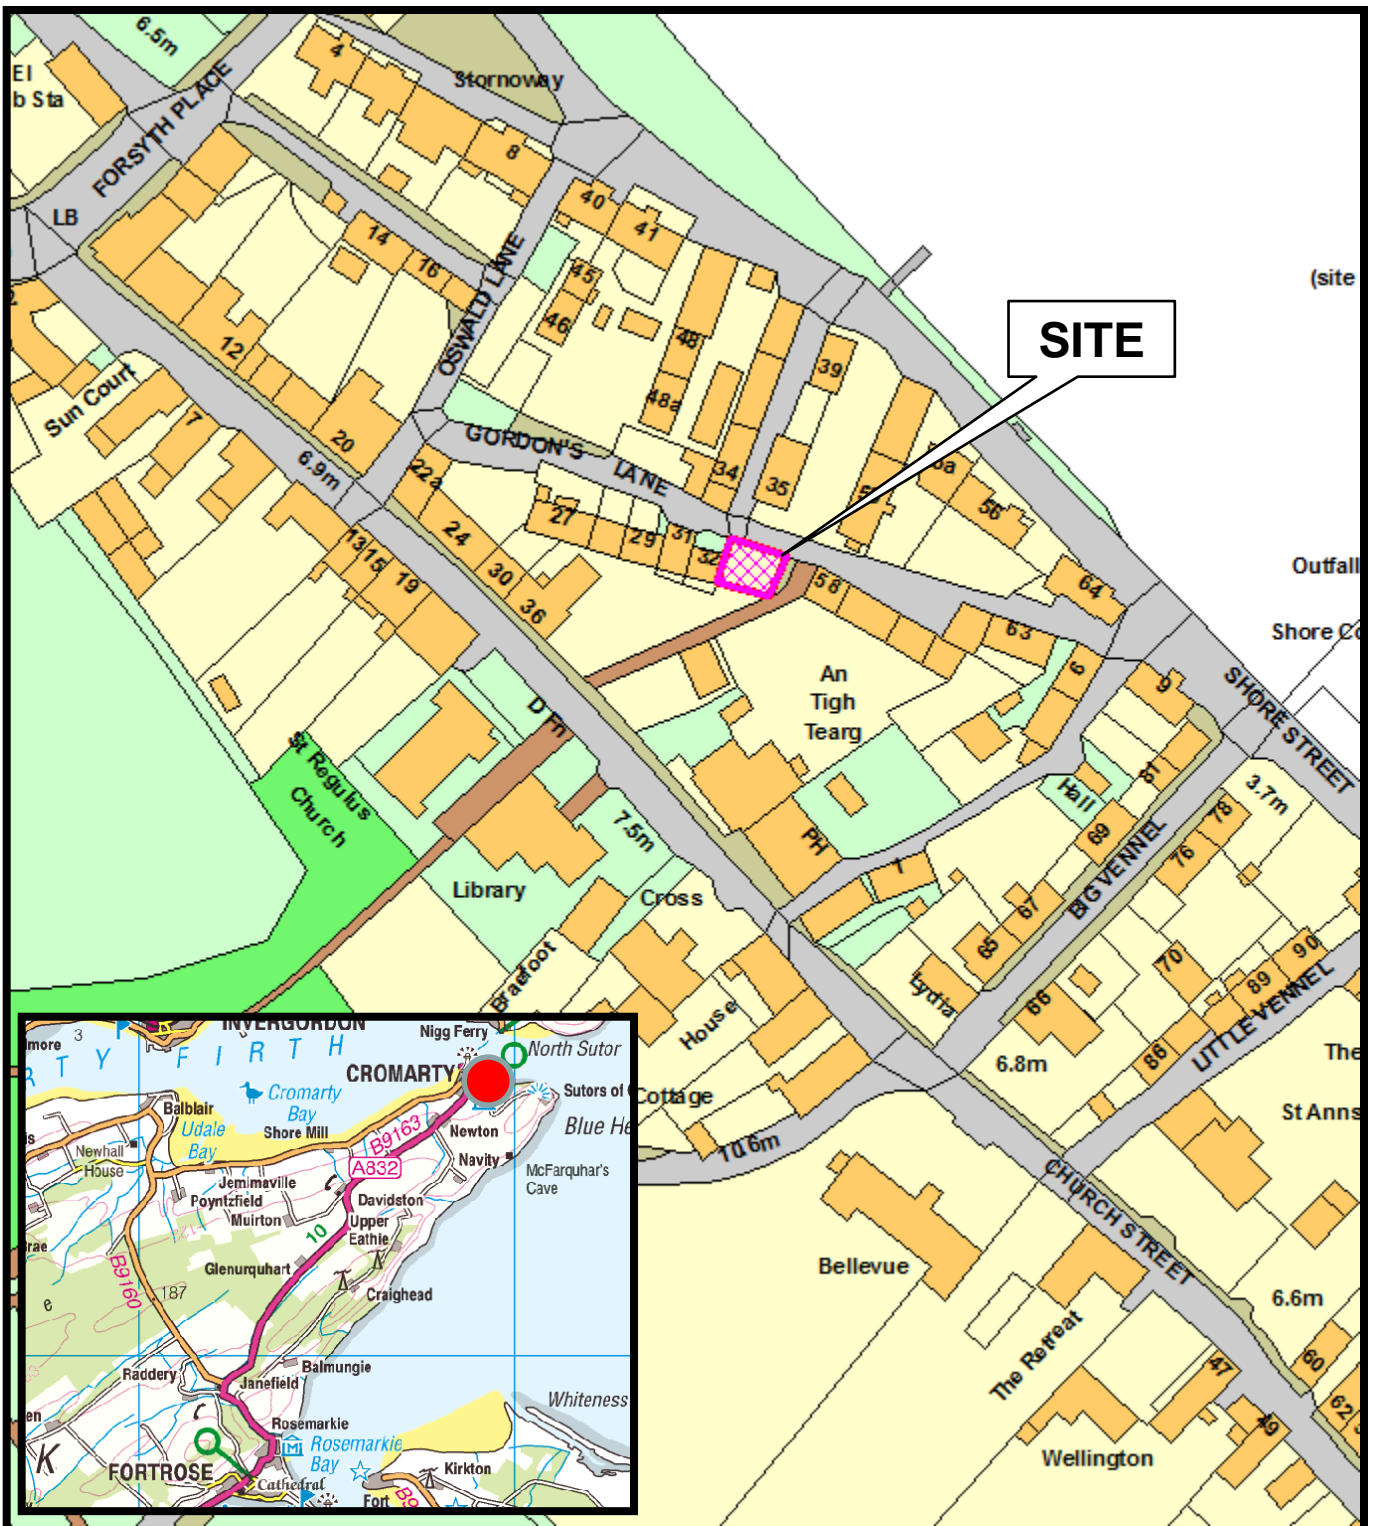 6.5m
El
b Sta
FORSYTH PLACE
LB
4
Stornoway
8
40
41
14
16
OSWALD LANE
45
46
48
48a
39
(site
SITE
12
Sun Court
7
20
6.9m
22a
GORDON'S
LANE
34
35
56
24
27
29
31
32
13
15
19
30
36
58
64
63
6
9
Outfall
SHORE STREET
An
Tigh
Tearg
D Fn
St Regulus
Church
7.5m
PH
Hall
1
69
78
76
3.7m
BIG VENNEL
67
65
Library
Cross
Braefoot
House
Lydia
66
70
89
90
LITTLE VENNEL
86
6.8m
The
St Anns
Cottage
10.6m
CHURCH STREET
Bellevue
The Retreat
6.6m
47
60
62
49
Wellington
INVERGORDON
Nigg Ferry
3
North Sutor
CROMARTY
F I R T H
Cromarty
Bay
Balblair
Udale
Bay
Shore Mill
B9163
Newton
Navity
McFarquhar's
Cave
Newhall
House
A832
Jemimaville
Poyntzfield
Muirton
Davidston
Upper
Eathie
10
Glenurquhart
B9160
187
Craighead
Raddery
Balmungie
Janefield
Whiteness
Rosemarkie
Rosemarkie
Bay
FORTROSE
Cathedral
Kirkton
Fort
K